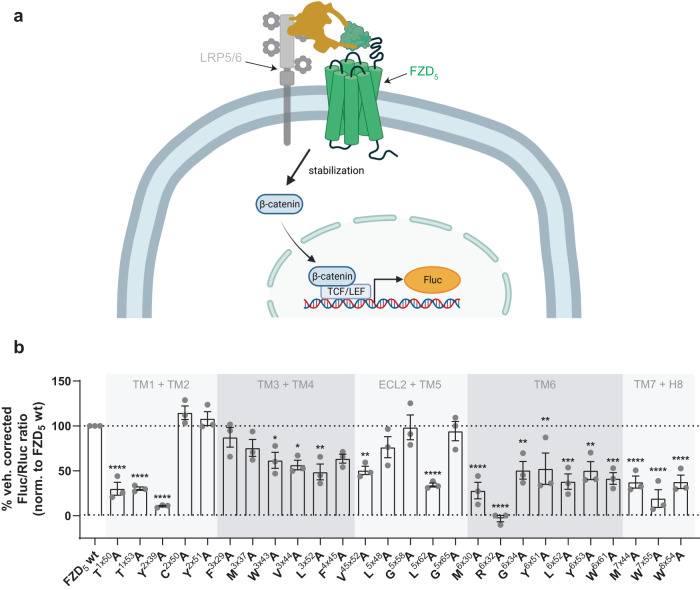 a
LRP5/6
FZD5
stabilization
β-catenin
β-catenin
TCF/LEF
Fluc
b
% veh. corrected
Fluc/Rluc ratio
(norm. to FZD5 wt)
150
100
50
0
TM1 + TM2
TM3 + TM4
ECL2 + TM5
TM6
TM7 + H8
**** **** **** * * ** ** **** **** **** ** ** *** ** *** **** **** ****
FZD5 wt
T1x50A
T1x53A
Y2x39A
C2x50A
Y2x51A
F3x29A
M3x37A
W3x43A
V3x44A
L3x52A
F4x45A
V45x52A
L5x48A
G5x58A
L5x62A
G5x65A
M6x30A
R6x32A
G6x34A
Y6x51A
L6x52A
Y6x53A
W6x61A
M7x44A
W7x55A
W8x54A